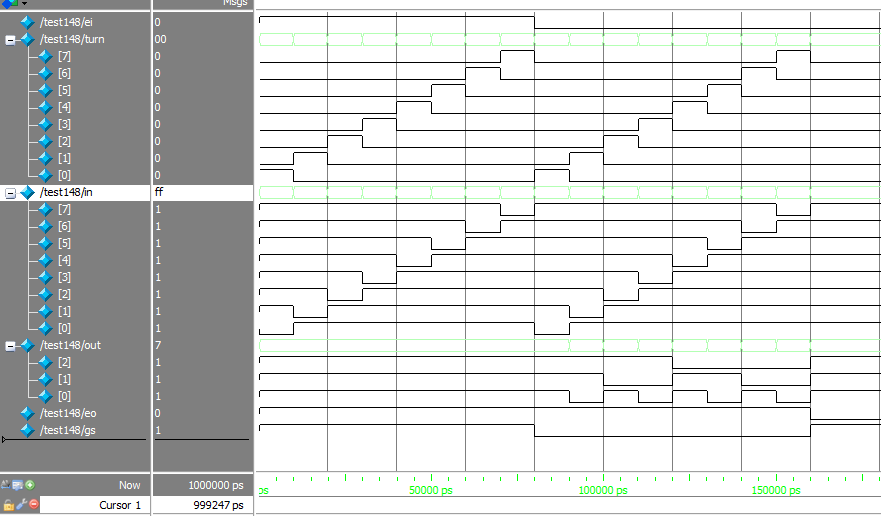 Msgs
/test148/ei 0
/test148/turn 00
[7] 0
[6] 0
[5] 0
[4] 0
[3] 0
[2] 0
[1] 0
[0] 0
/test148/in ff
[7] 1
[6] 1
[5] 1
[4] 1
[3] 1
[2] 1
[1] 1
[0] 1
/test148/out 7
[2] 1
[1] 1
[0] 1
/test148/eo 0
/test148/gs 1
Now 1000000 ps ps 50000 ps 100000 ps 150000 ps
Cursor 1 999247 ps